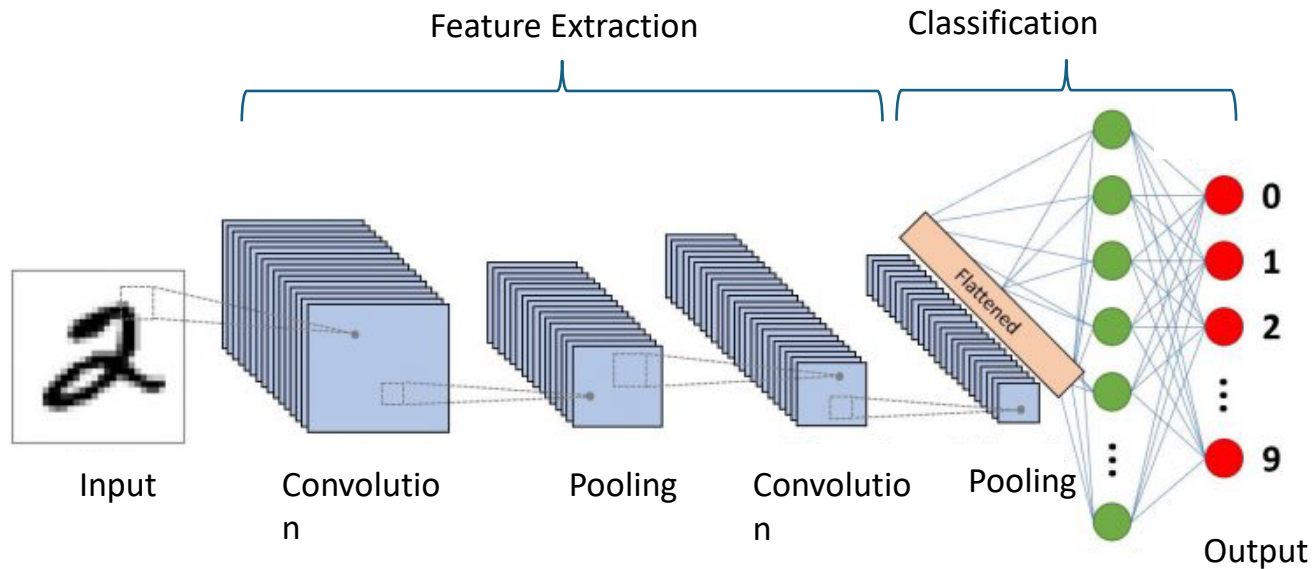 Feature Extraction
Classification
Flattened
0
1
2
...
9
...
Input
Convolutio
n
Pooling
Convolutio
n
Pooling
Output